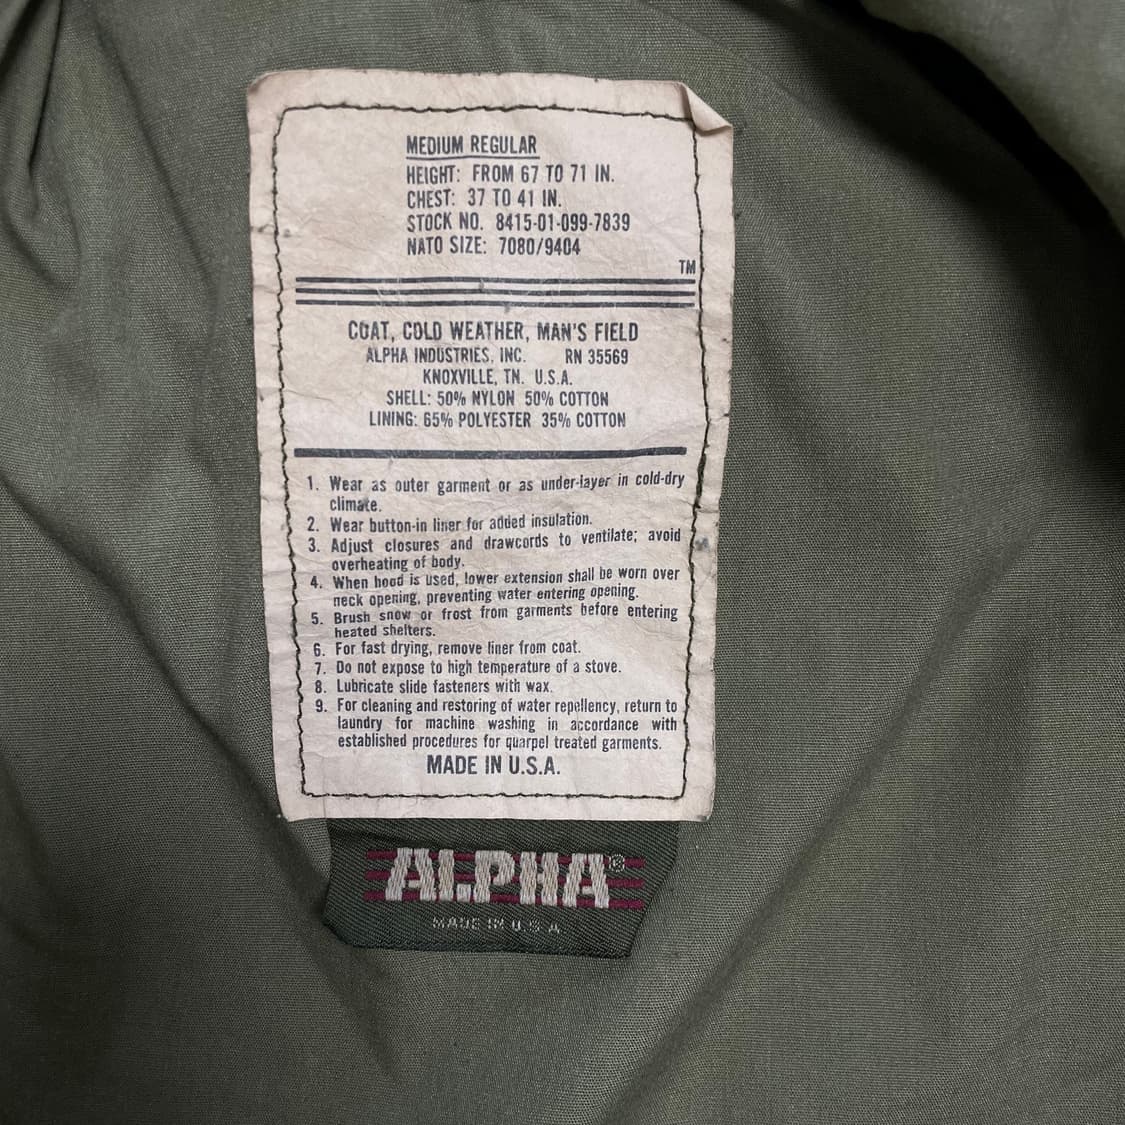 MEDIUM REGULAR
HEIGHT: FROM 67 TO 71 IN.
CHEST: 37 TO 41 IN.
STOCK NO. 8415-01-099-7839
NATO SIZE: 7080/9404
TM
COAT, COLD WEATHER, MAN'S FIELD
ALPHA INDUSTRIES, INC. RN 35569
KNOXVILLE, TN. U.S.A.
SHELL: 50% NYLON 50% COTTON
LINING: 65% POLYESTER 35% COTTON
1. Wear as outer garment or as under-layer in cold-dry
climate.
2. Wear button-in liner for added insulation.
3. Adjust closures and drawcords to ventilate; avoid
overheating of body.
4. When hood is used, lower extension shall be worn over
neck opening, preventing water entering opening.
5. Brush snow or frost from garments before entering
heated shelters.
6. For fast drying, remove liner from coat.
7. Do not expose to high temperature of a stove.
8. Lubricate slide fasteners with wax.
9. For cleaning and restoring of water repellency, return to
laundry for machine washing in accordance with
established procedures for quarpel treated garments.
MADE IN U.S.A.
ALPHA®
MADE IN U.S.A